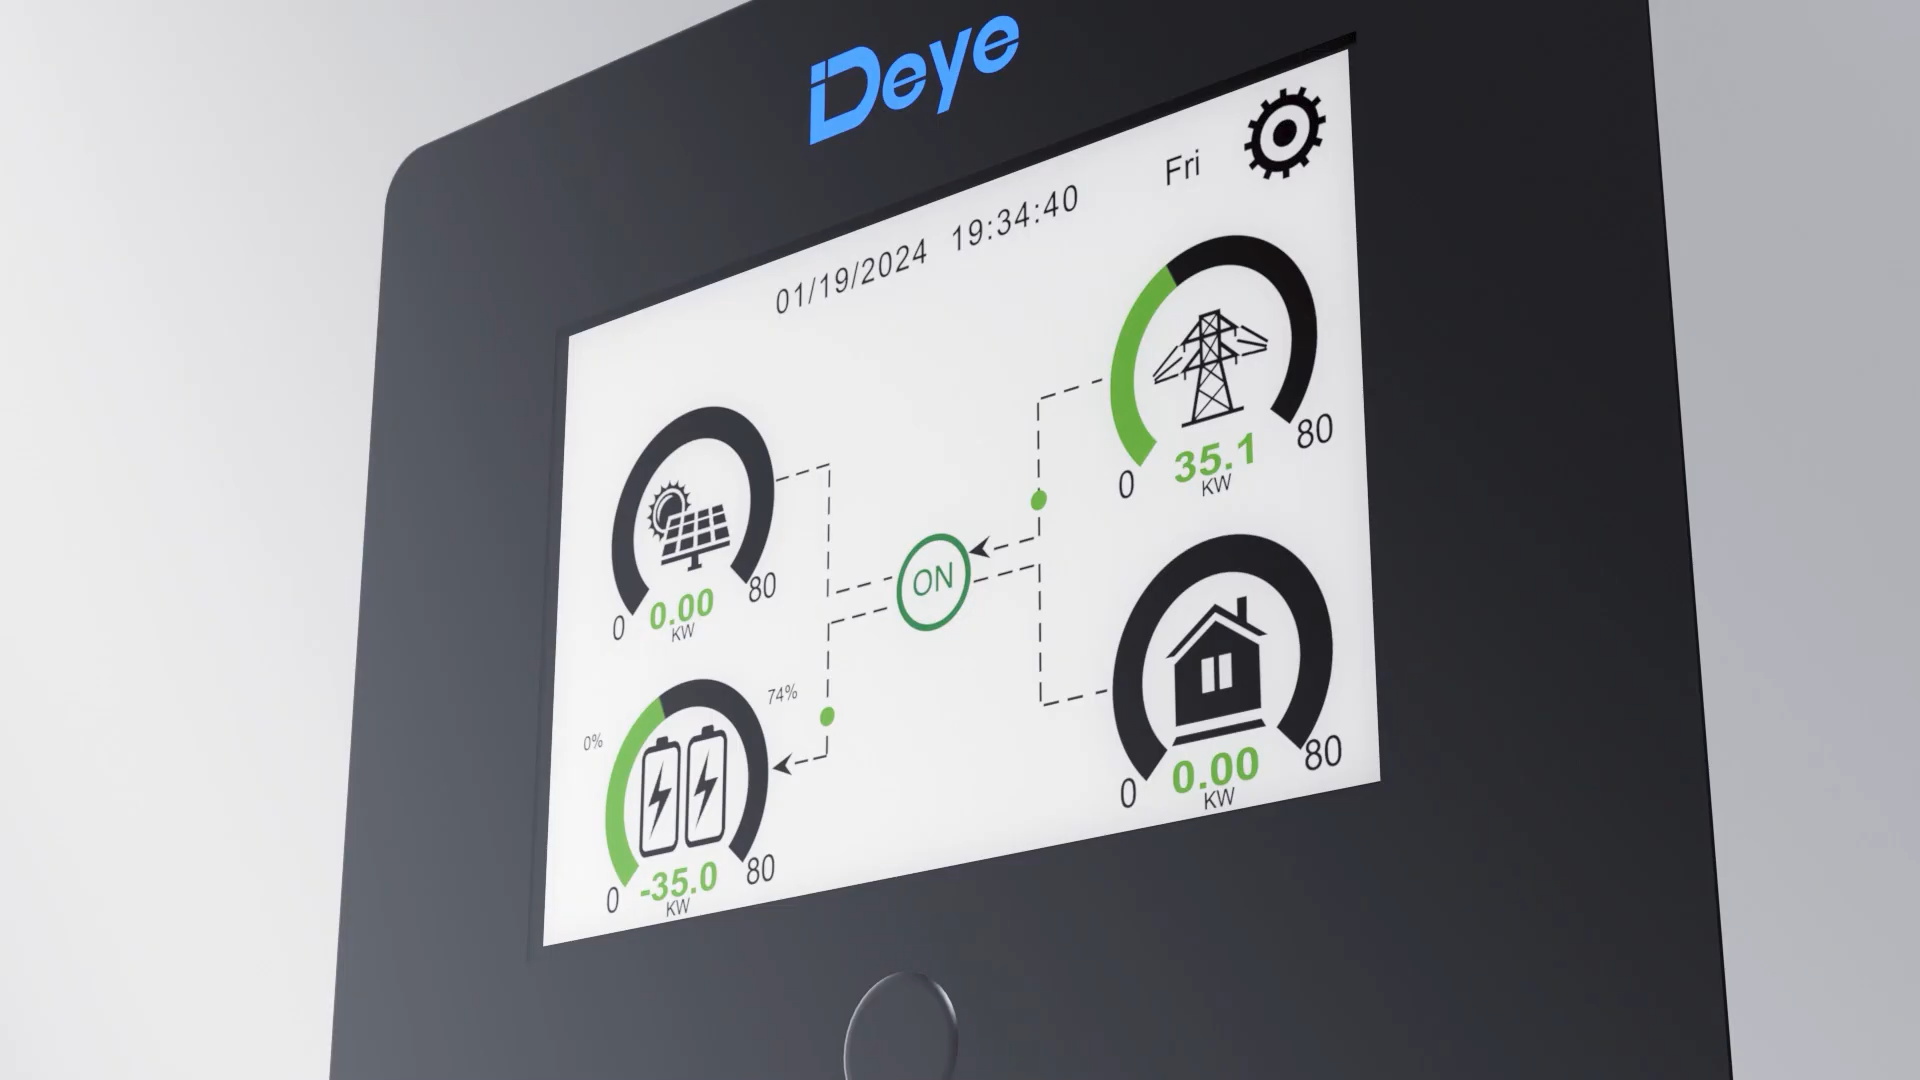 Deye
Fri
01/19/2024 19:34:40
0 35.1 80
KW
ON
0 0.00 80
KW
0% 74%
0 -35.0 80
KW
0 0.00 80
KW